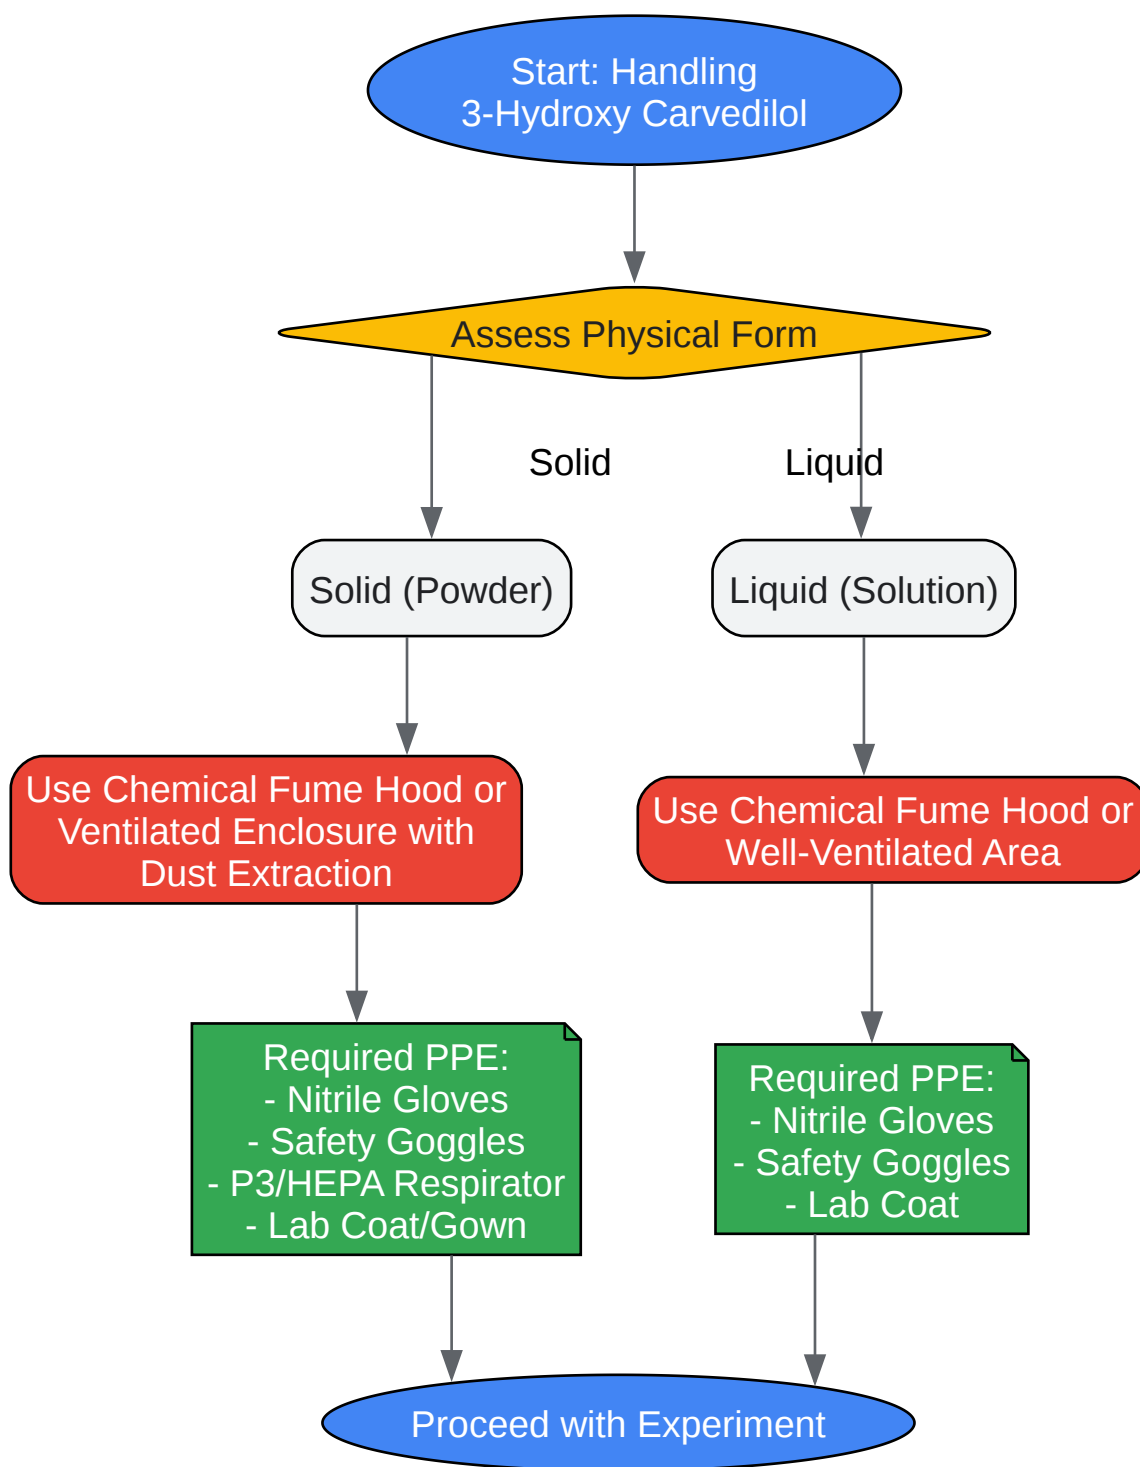 Start: Handling
3-Hydroxy Carvedilol
Assess Physical Form
Solid
Liquid
Solid (Powder)
Liquid (Solution)
Use Chemical Fume Hood or
Ventilated Enclosure with
Dust Extraction
Use Chemical Fume Hood or
Well-Ventilated Area
Required PPE:
- Nitrile Gloves
- Safety Goggles
- P3/HEPA Respirator
- Lab Coat/Gown
Required PPE:
- Nitrile Gloves
- Safety Goggles
- Lab Coat
Proceed with Experiment